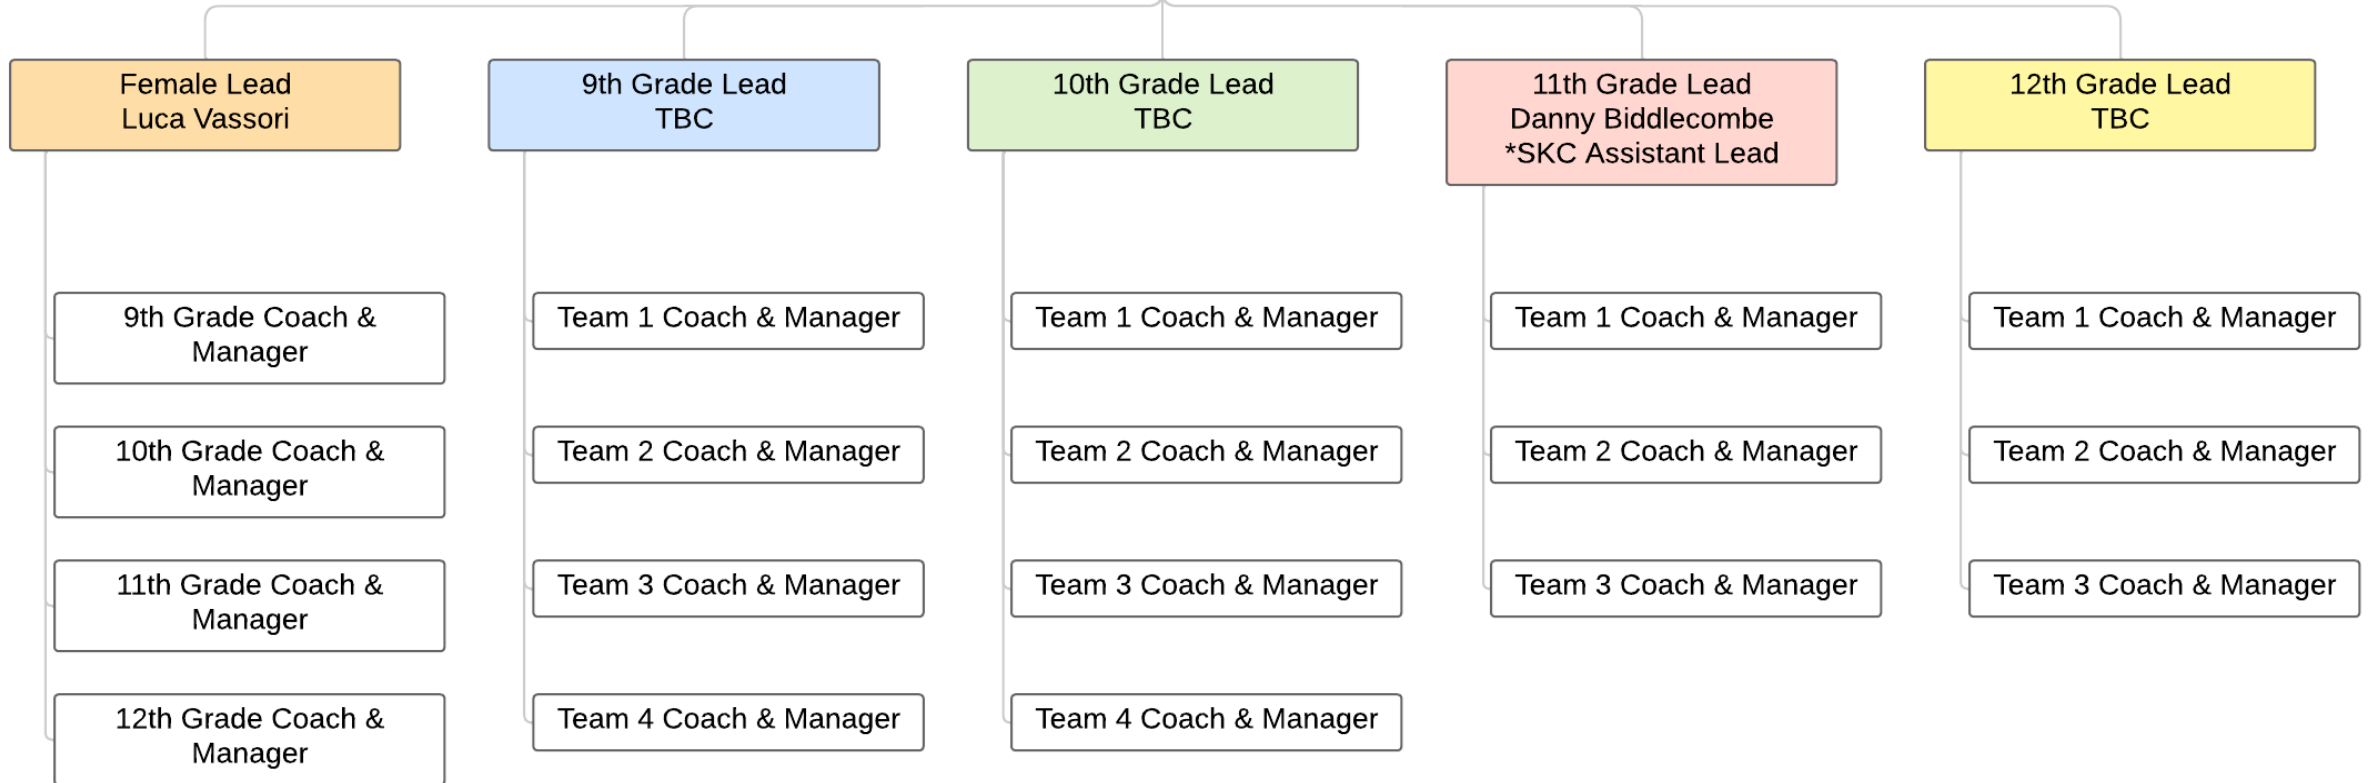 Female Lead
Luca Vassori
9th Grade Lead
TBC
10th Grade Lead
TBC
11th Grade Lead
Danny Biddlecombe
*SKC Assistant Lead
12th Grade Lead
TBC
9th Grade Coach &
Manager
10th Grade Coach &
Manager
11th Grade Coach &
Manager
12th Grade Coach &
Manager
Team 1 Coach & Manager
Team 2 Coach & Manager
Team 3 Coach & Manager
Team 4 Coach & Manager
Team 1 Coach & Manager
Team 2 Coach & Manager
Team 3 Coach & Manager
Team 4 Coach & Manager
Team 1 Coach & Manager
Team 2 Coach & Manager
Team 3 Coach & Manager
Team 1 Coach & Manager
Team 2 Coach & Manager
Team 3 Coach & Manager